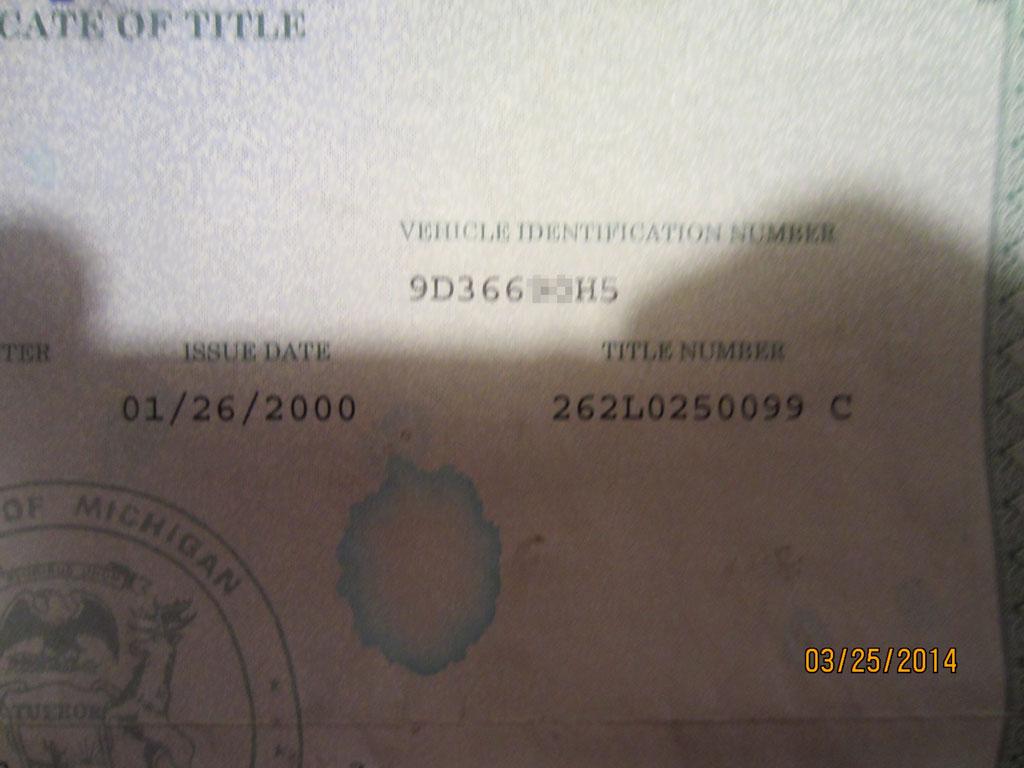 CATE OF TITLE
VEHICLE IDENTIFICATION NUMBER
9D366 H5
TER ISSUE DATE TITLE NUMBER
01/26/2000 262L0250099 C
OF MICHIGAN
TUEBOR
03/25/2014